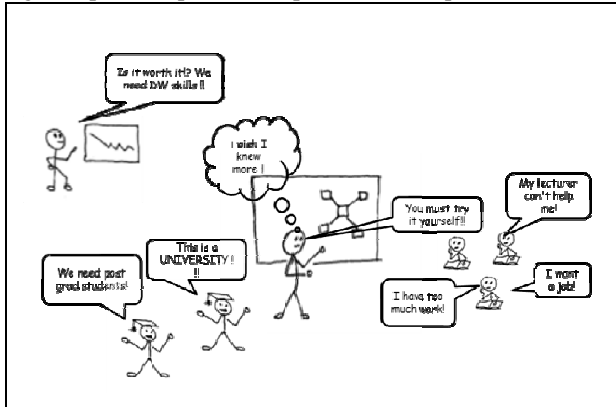 Is it worth it!? We
need DW skills !!
I wish I
knew
more !
My lecturer
can't help
me!
You must try
it yourself!!
This is a
UNIVERSITY !
!!
We need post
grad students!
I have too
much work!
I want
a job!